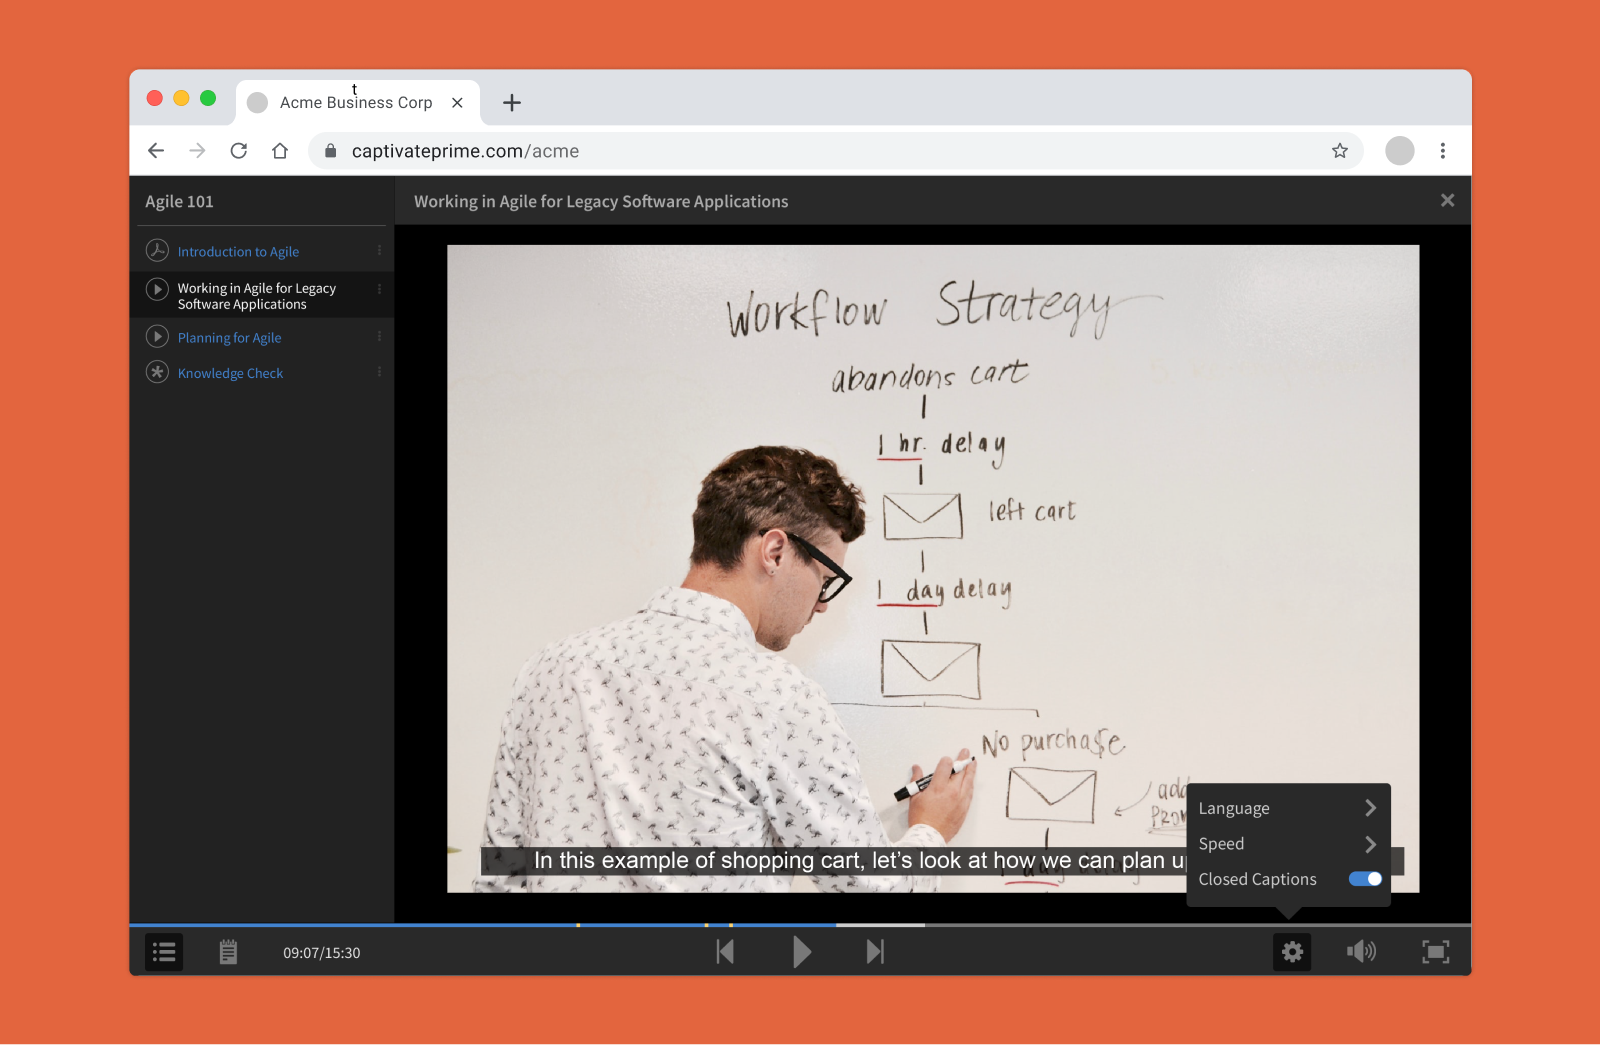 t
Acme Business Corp
captivateprime.com/acme
Agile 101
Working in Agile for Legacy Software Applications
Introduction to Agile
Working in Agile for Legacy
Software Applications
Planning for Agile
Knowledge Check
Workflow Strategy
abandons cart
1 hr. delay
left cart
1 day delay
No purcha$e
add
Language
Speed
In this example of shopping cart, let's look at how we can plan
Closed Captions
09:07/15:30